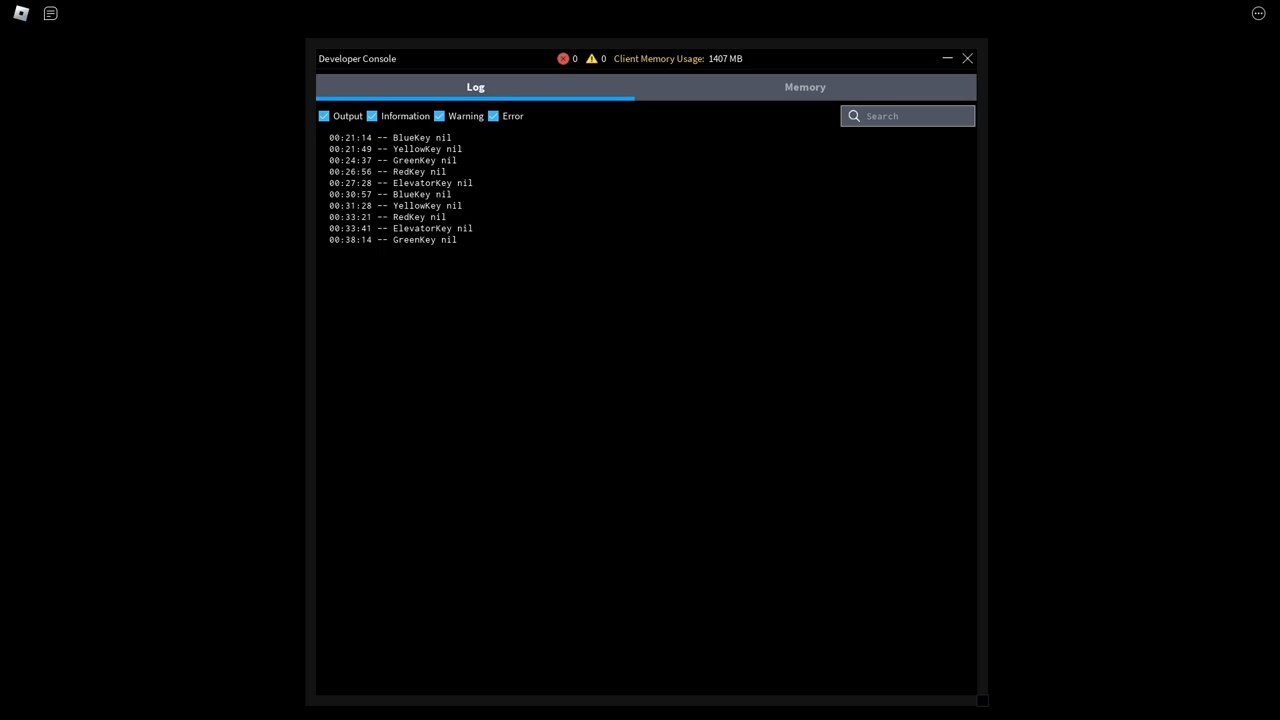 Developer Console 0 0 Client Memory Usage: 1407 MB
Log Memory
Output Information Warning Error Search
00:21:14 -- BlueKey nil
00:21:49 -- YellowKey nil
00:24:37 -- GreenKey nil
00:26:56 -- RedKey nil
00:27:28 -- ElevatorKey nil
00:30:57 -- BlueKey nil
00:31:28 -- YellowKey nil
00:33:21 -- RedKey nil
00:33:41 -- ElevatorKey nil
00:38:14 -- GreenKey nil